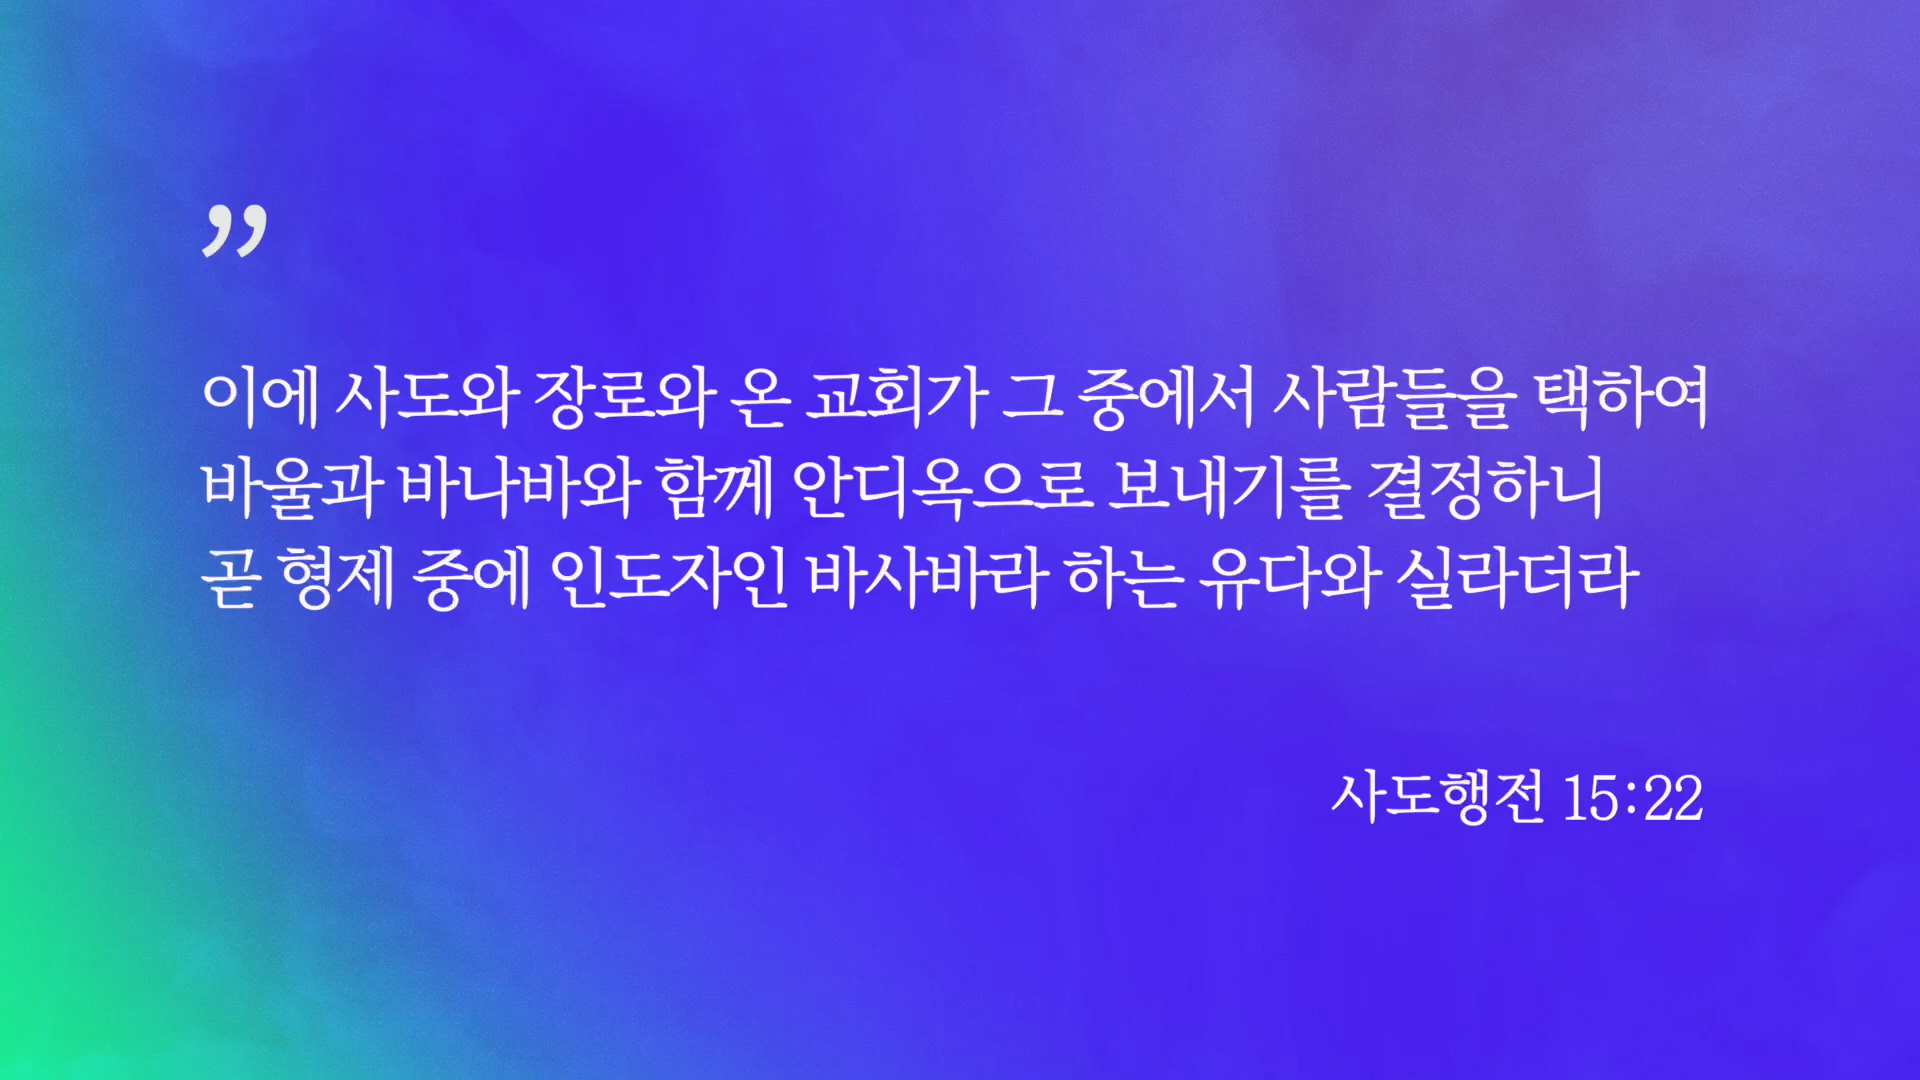 ”
이에 사도와 장로와 온 교회가 그 중에서 사람들을 택하여
바울과 바나바와 함께 안디옥으로 보내기를 결정하니
곧 형제 중에 인도자인 바사바라 하는 유다와 실라더라
사도행전 15:22